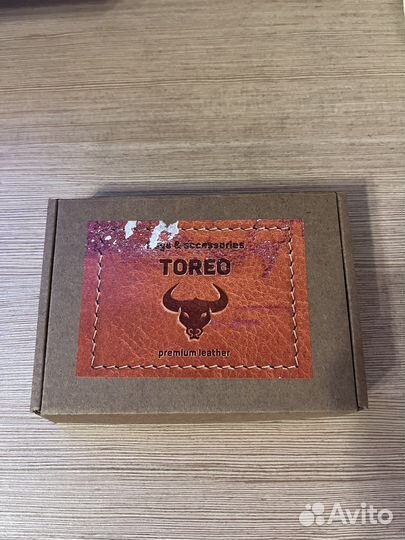 & accessories
TOREO
premium leather
Avito